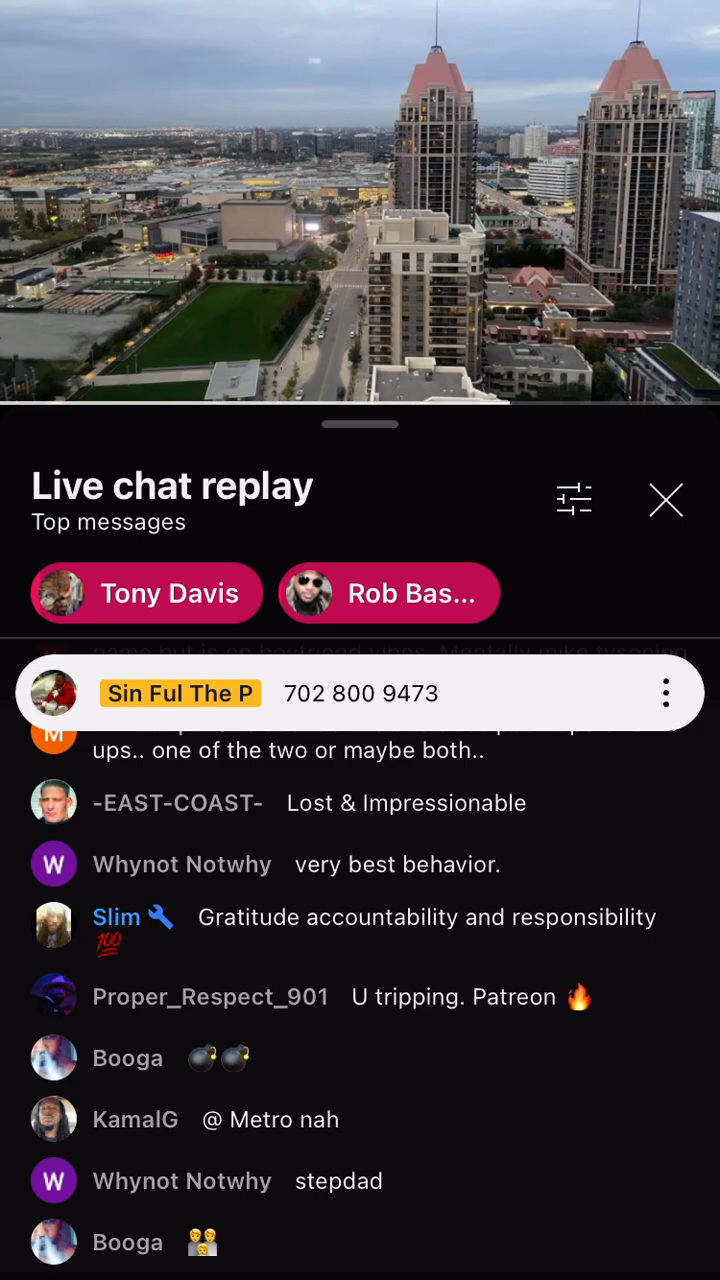 Live chat replay
Top messages
Tony Davis Rob Bas...
Sin Ful The P 702 800 9473
M
ups.. one of the two or maybe both..
-EAST-COAST- Lost & Impressionable
W Whynot Notwhy very best behavior.
Slim 🔧 Gratitude accountability and responsibility
💯
Proper_Respect_901 U tripping. Patreon 🔥
Booga 💣💣
KamalG @ Metro nah
W Whynot Notwhy stepdad
Booga 👨‍👩‍👦